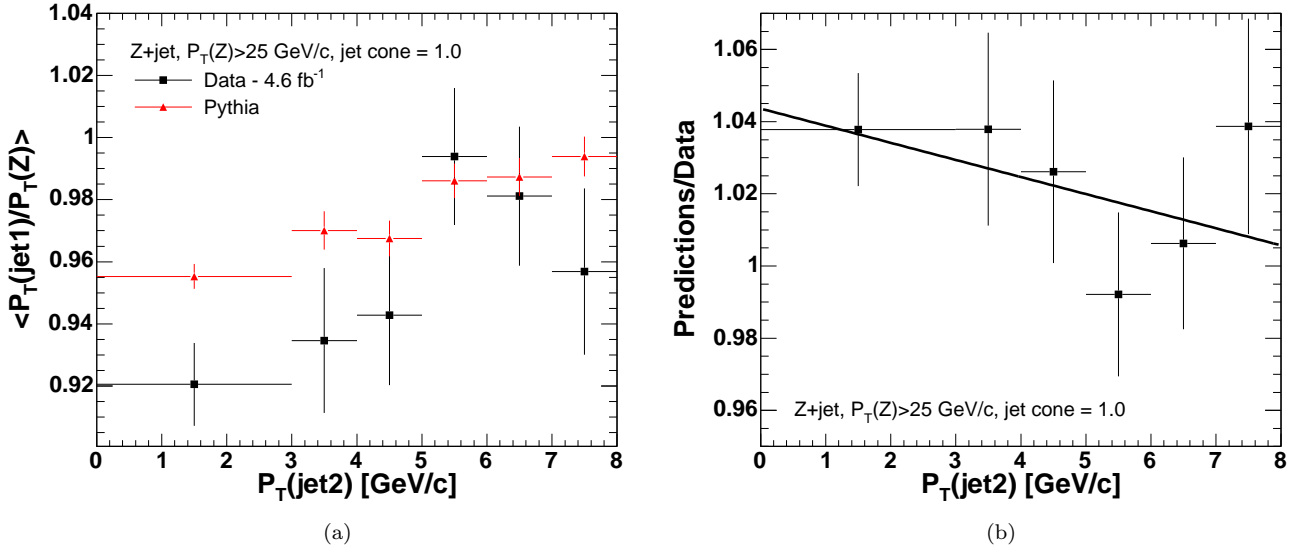 Z+jet, P_T(Z)>25 GeV/c, jet cone = 1.0
Data - 4.6 fb⁻¹
Pythia
<P_T(jet1)/P_T(Z)>
1.04
1.02
1
0.98
0.96
0.94
0.92
0 1 2 3 4 5 6 7 8
P_T(jet2) [GeV/c]
(a)
Predictions/Data
1.06
1.04
1.02
1
0.98
0.96
Z+jet, P_T(Z)>25 GeV/c, jet cone = 1.0
0 1 2 3 4 5 6 7 8
P_T(jet2) [GeV/c]
(b)